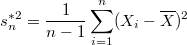 $s_n^{*2} = \frac{1}{n-1} \sum_{i=1}^{n} (X_i - \overline{X})^2$